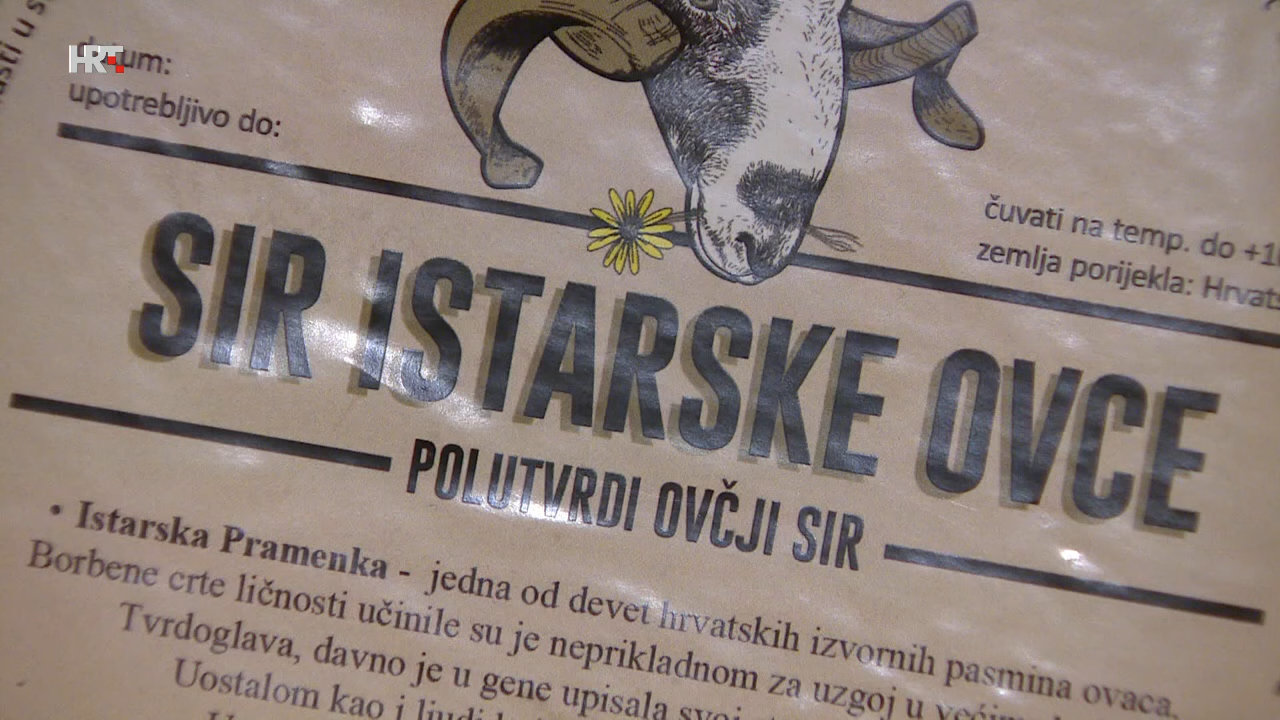 HRT
upotrebljivo do:
čuvati na temp. do
zemlja porijekla:
SIR ISTARSKE OVCE
POLUTVRDI OVČJI SIR
• Istarska Pramenka - jedna od devet hrvatskih izvornih pasmina ovaca,
Borbene crte ličnosti učinile su je neprikladnom za uzgoj u
Tvrdoglava, davno je u gene upisala
Uostalom kao i